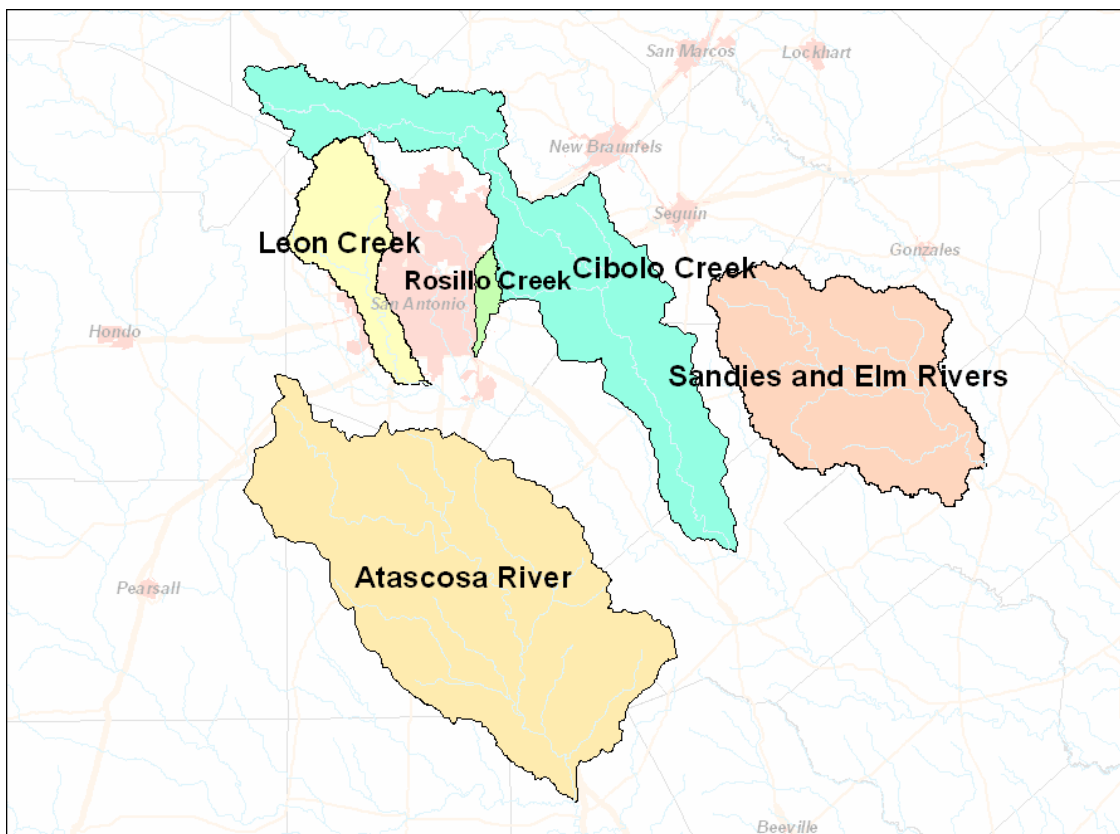 San Marcos
Lockhart
New Braunfels
Seguin
Leon Creek
Gonzales
Cibolo Creek
Rosillo Creek
San Antonio
Hondo
Sandies and Elm Rivers
Atascosa River
Pearsall
Beeville